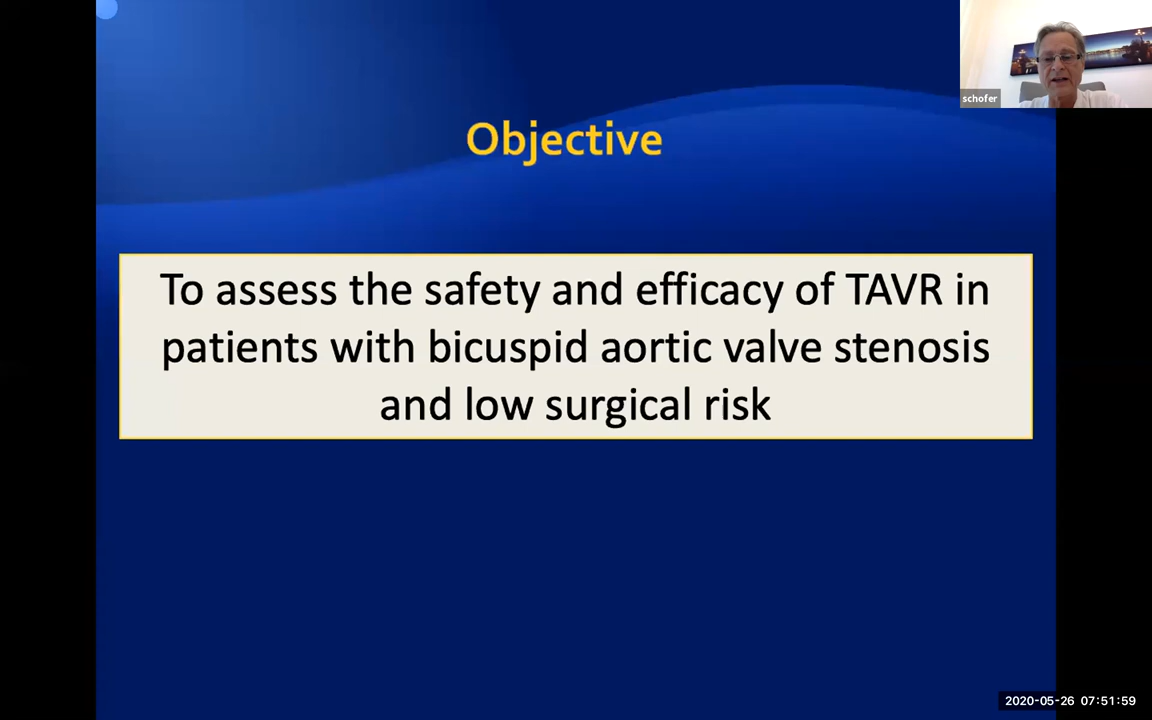 schofer
Objective
To assess the safety and efficacy of TAVR in
patients with bicuspid aortic valve stenosis
and low surgical risk
2020-05-26 07:51:59